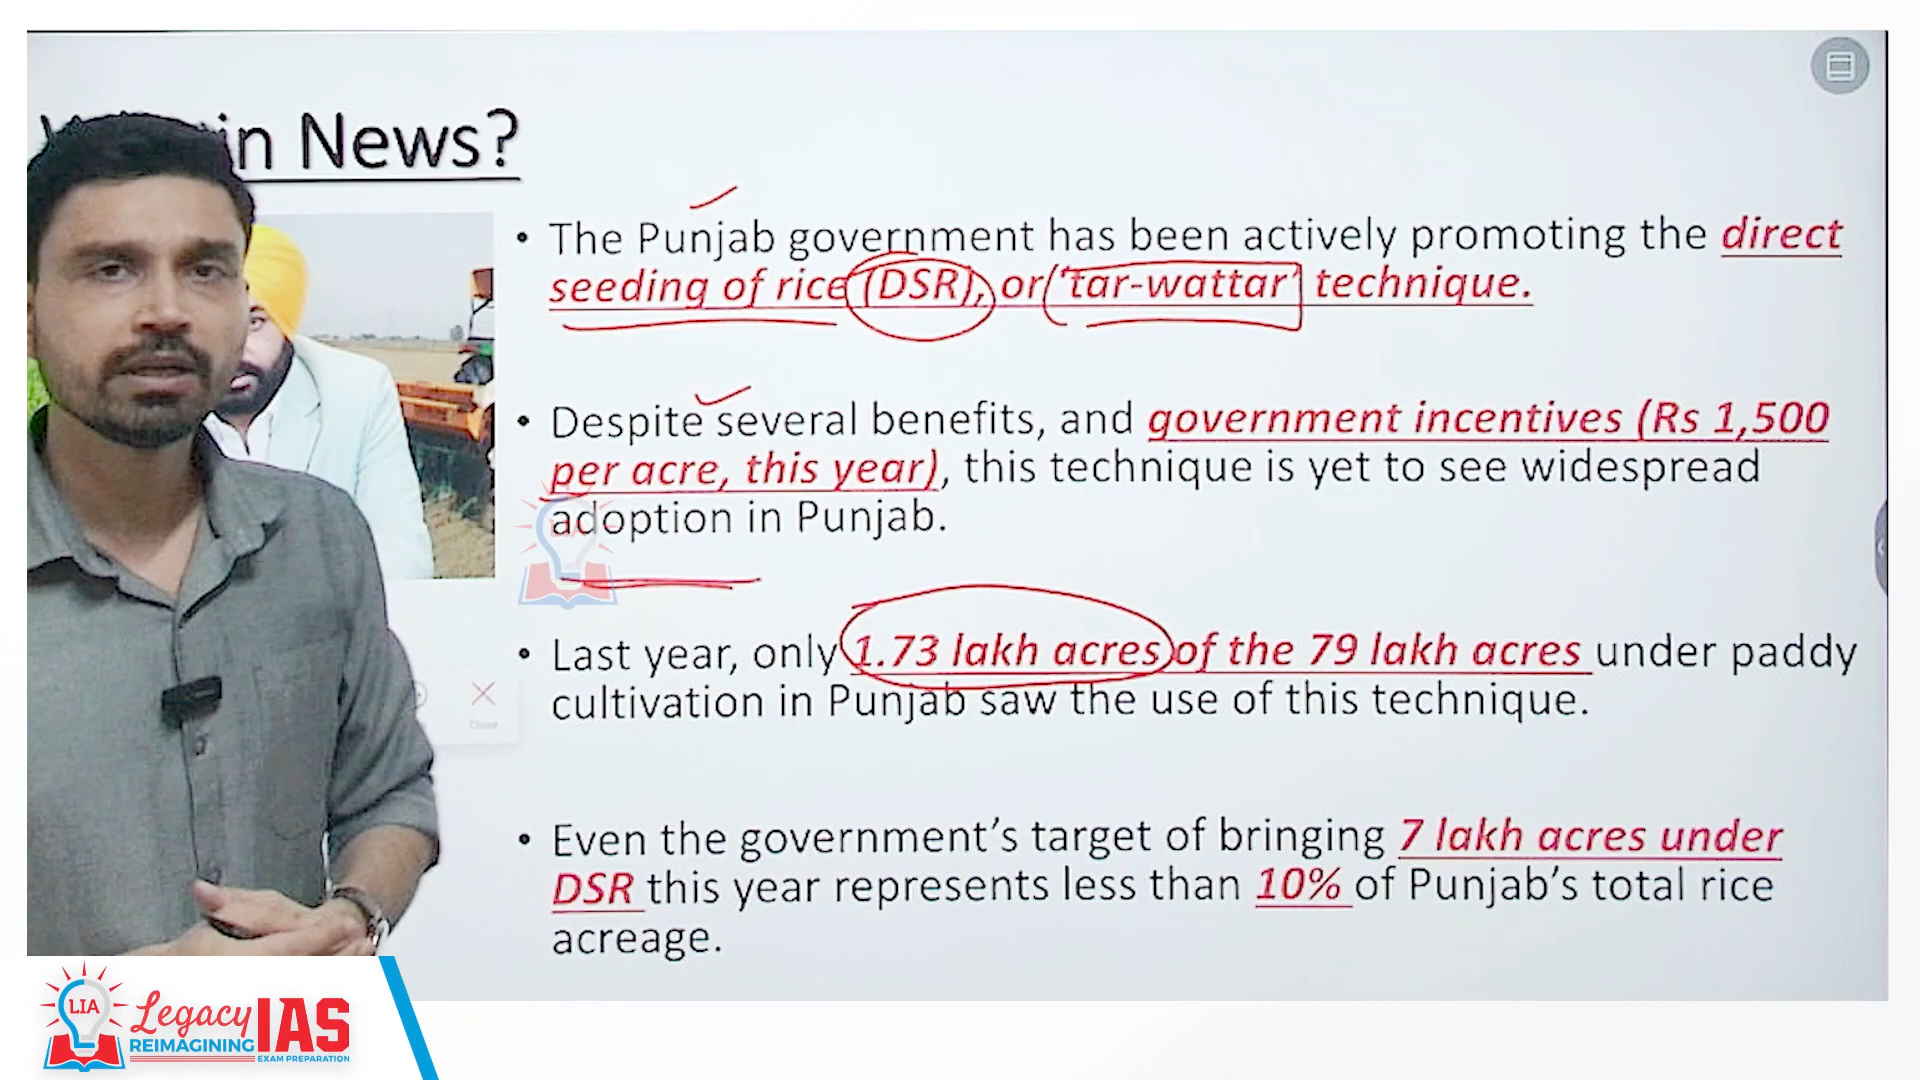 in News?
• The Punjab government has been actively promoting the direct
seeding of rice (DSR), or 'tar-wattar' technique.
• Despite several benefits, and government incentives (Rs 1,500
per acre, this year), this technique is yet to see widespread
adoption in Punjab.
• Last year, only 1.73 lakh acres of the 79 lakh acres under paddy
cultivation in Punjab saw the use of this technique.
Close
• Even the government's target of bringing 7 lakh acres under
DSR this year represents less than 10% of Punjab's total rice
acreage.
LIA
Legacy IAS
REIMAGINING
EXAM PREPARATION